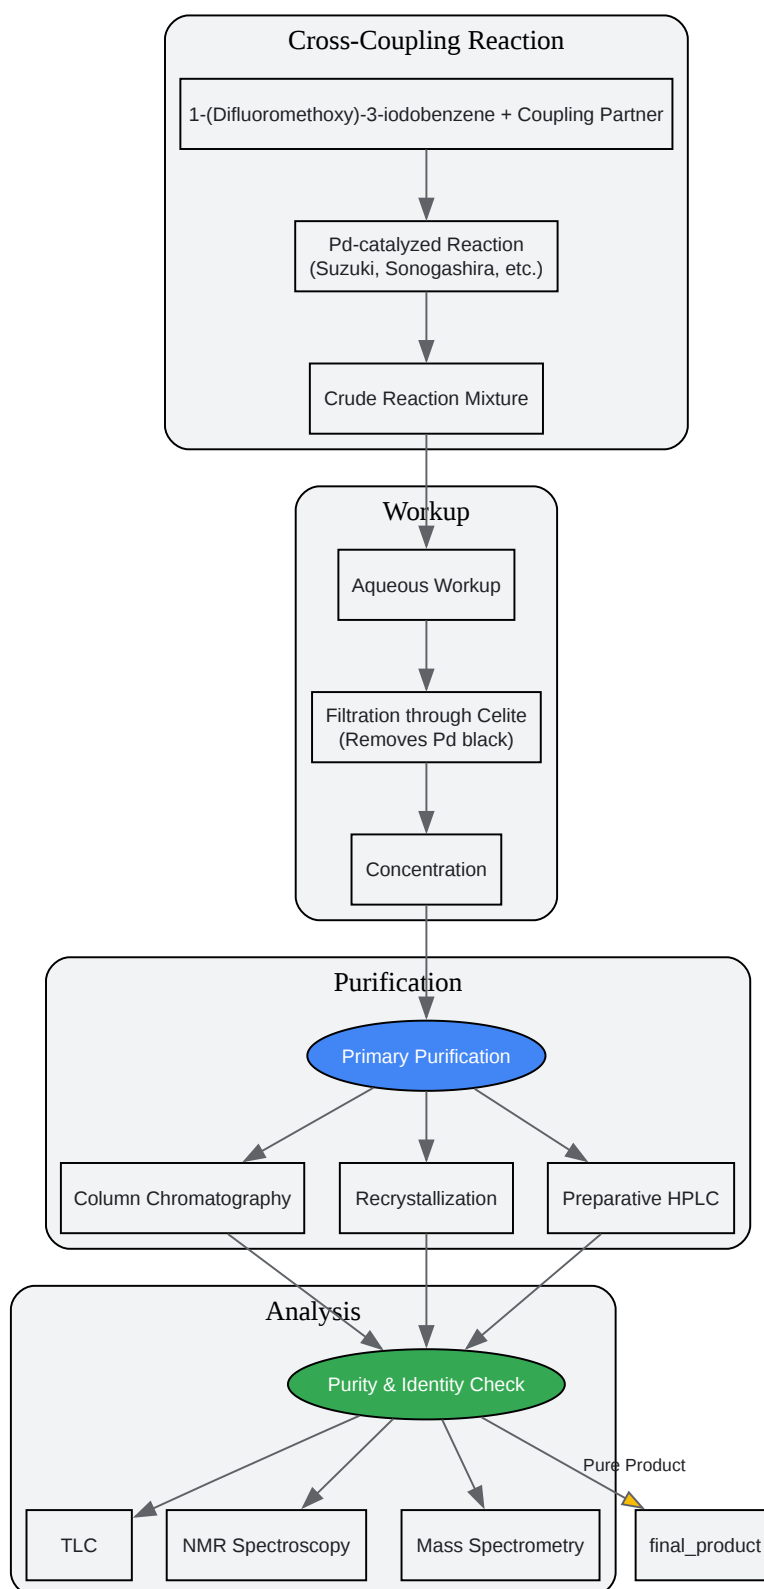 Cross-Coupling Reaction
1-(Difluoromethoxy)-3-iodobenzene + Coupling Partner
Pd-catalyzed Reaction
(Suzuki, Sonogashira, etc.)
Crude Reaction Mixture
Workup
Aqueous Workup
Filtration through Celite
(Removes Pd black)
Concentration
Purification
Primary Purification
Column Chromatography
Recrystallization
Preparative HPLC
Analysis
Purity & Identity Check
Pure Product
TLC
NMR Spectroscopy
Mass Spectrometry
final_product